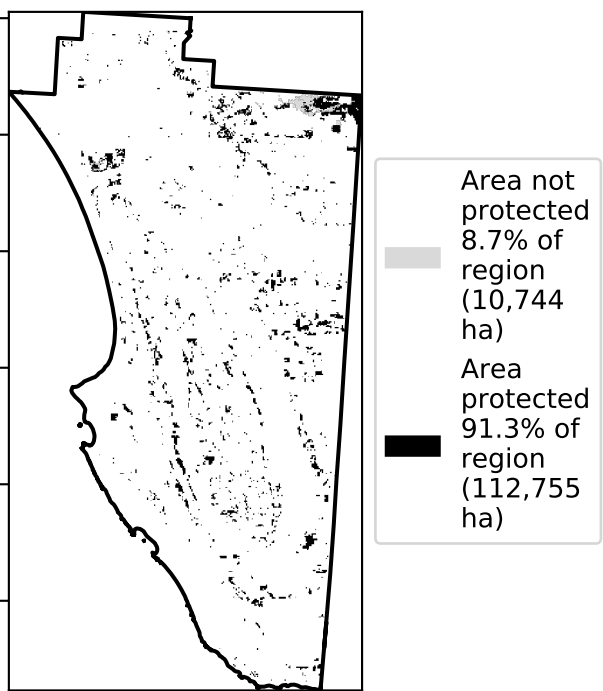 Area not
protected
8.7% of
region
(10,744
ha)
Area
protected
91.3% of
region
(112,755
ha)